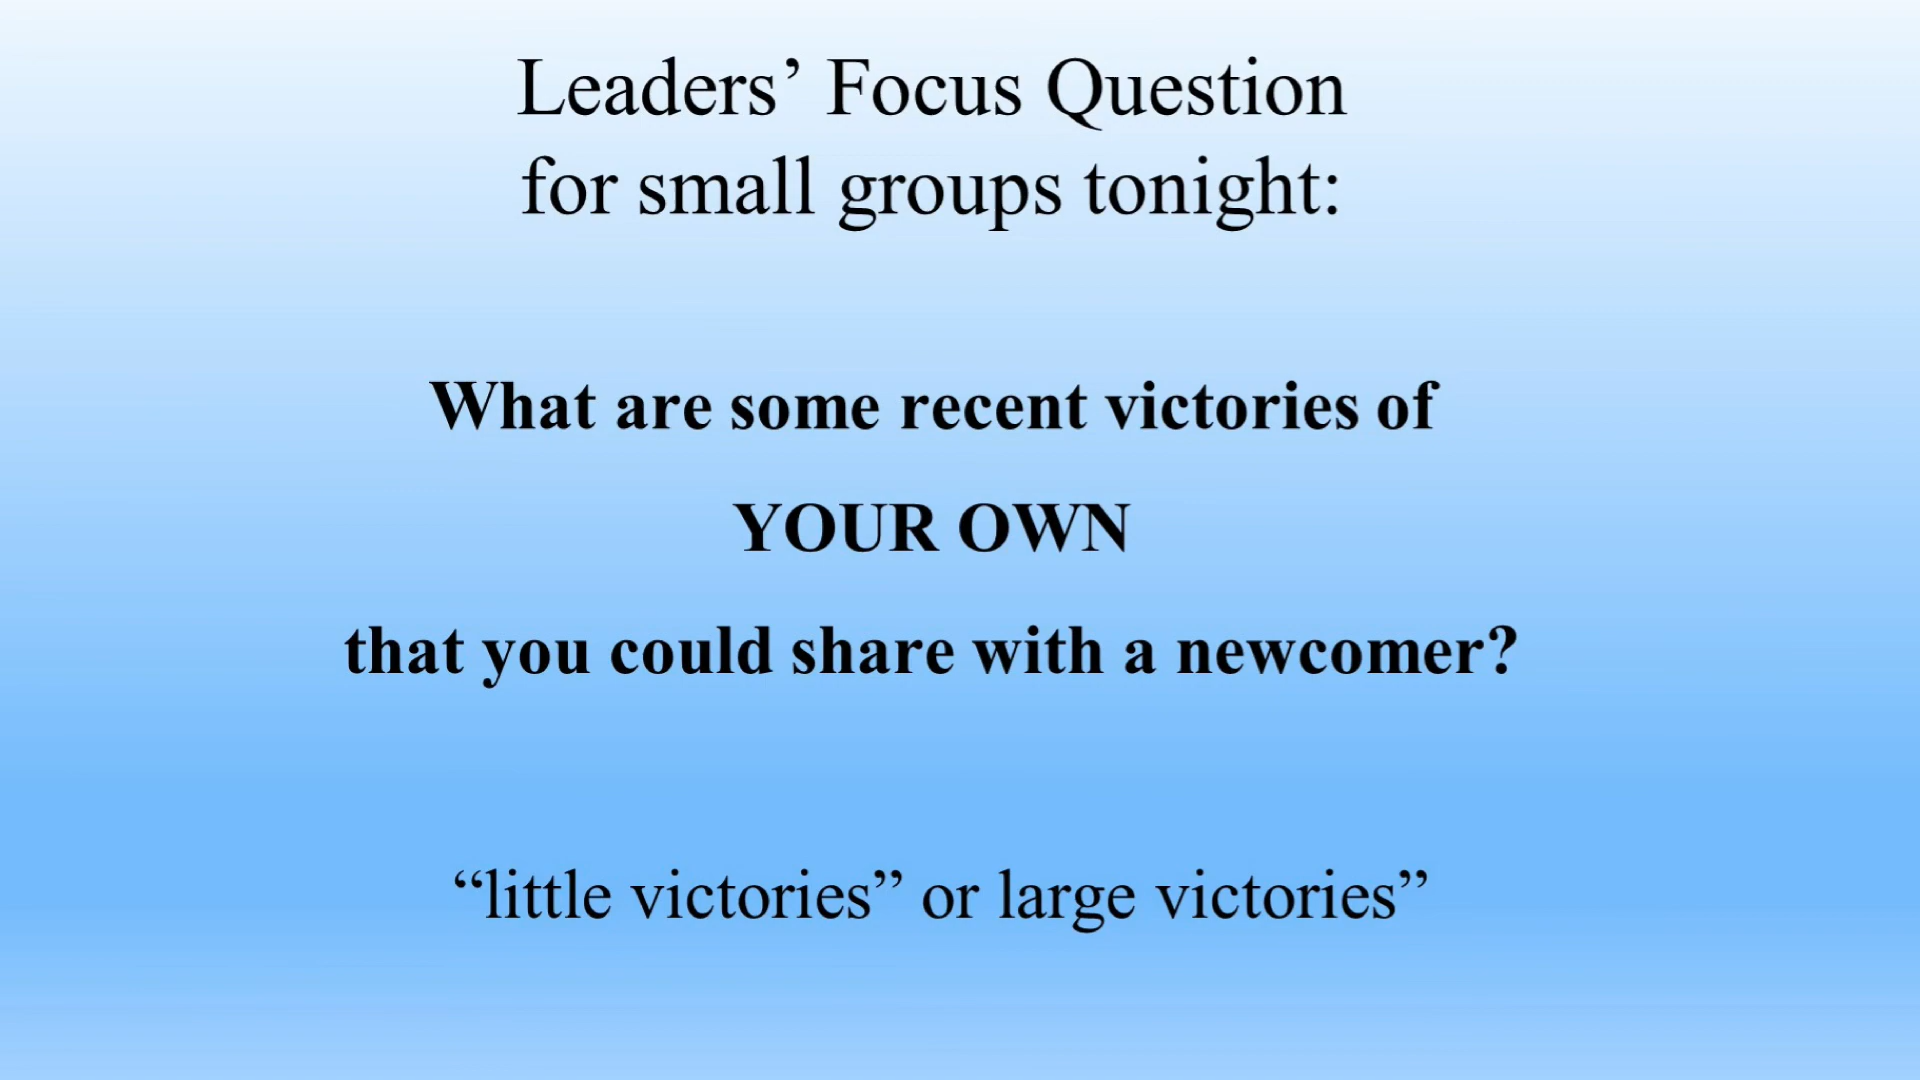 Leaders’ Focus Question
for small groups tonight:
What are some recent victories of
YOUR OWN
that you could share with a newcomer?
“little victories” or large victories”